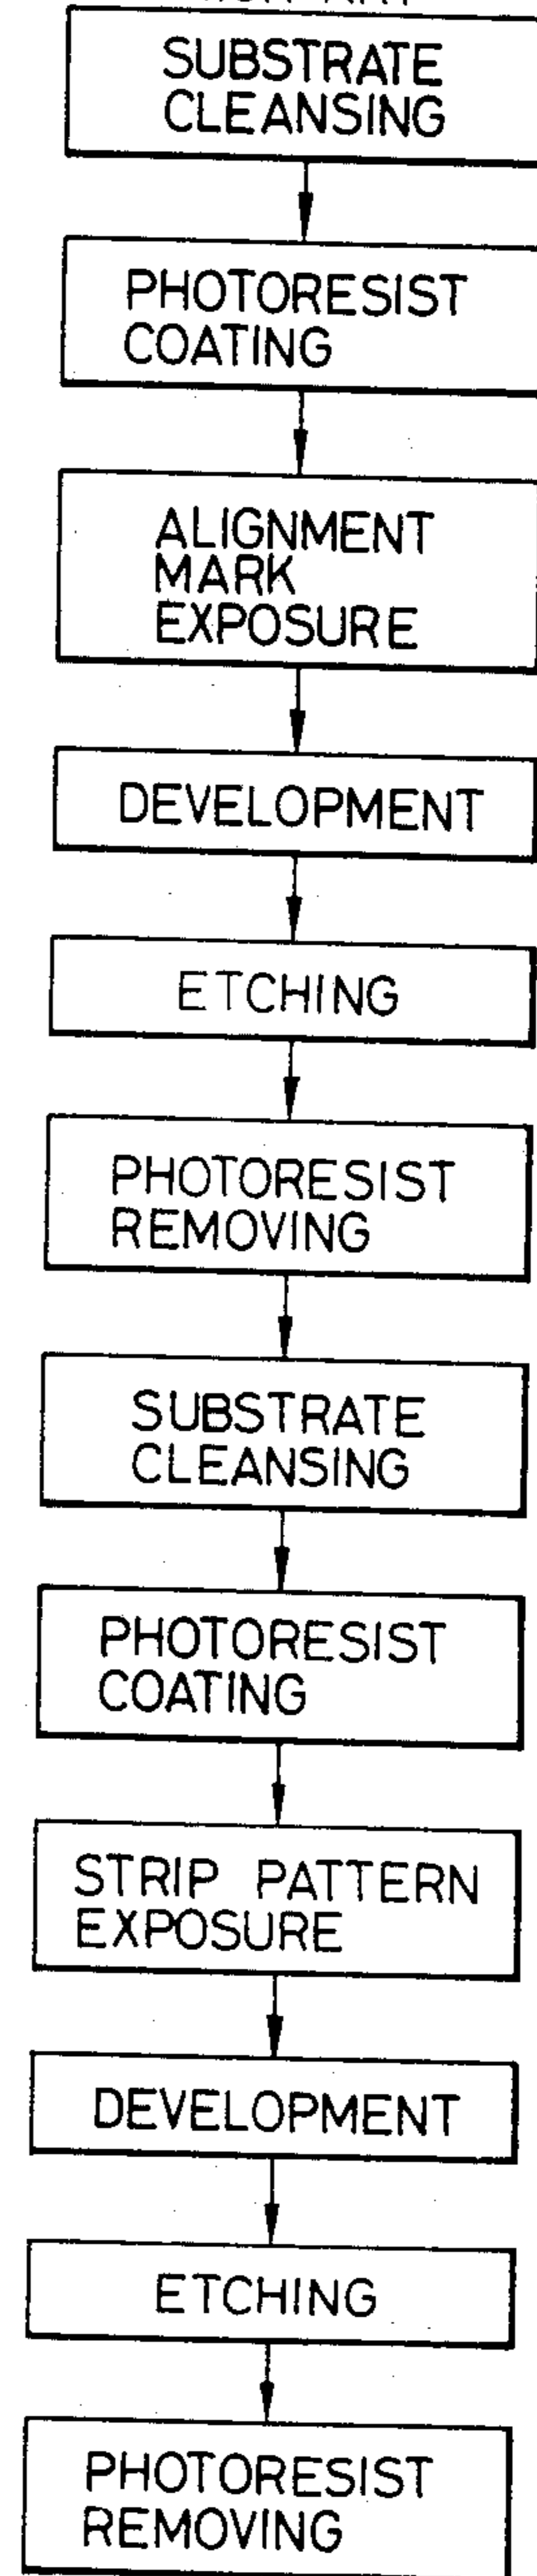 SUBSTRATE
CLEANSING
PHOTORESIST
COATING
ALIGNMENT
MARK
EXPOSURE
DEVELOPMENT
ETCHING
PHOTORESIST
REMOVING
SUBSTRATE
CLEANSING
PHOTORESIST
COATING
STRIP PATTERN
EXPOSURE
DEVELOPMENT
ETCHING
PHOTORESIST
REMOVING